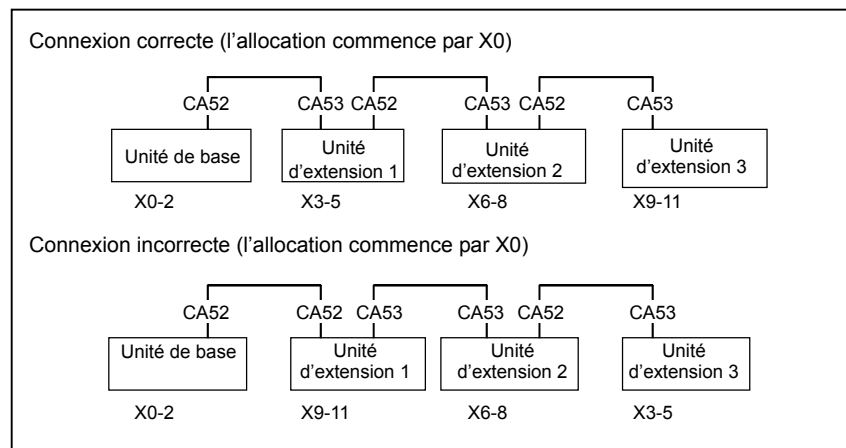 Connexion correcte (l'allocation commence par X0)
CA52 CA53 CA52 CA53 CA52 CA53
Unité de base
Unité
d'extension 1
Unité
d'extension 2
Unité
d'extension 3
X0-2 X3-5 X6-8 X9-11
Connexion incorrecte (l'allocation commence par X0)
CA52 CA52 CA53 CA53 CA52 CA53
Unité de base
Unité
d'extension 1
Unité
d'extension 2
Unité
d'extension 3
X0-2 X9-11 X6-8 X3-5